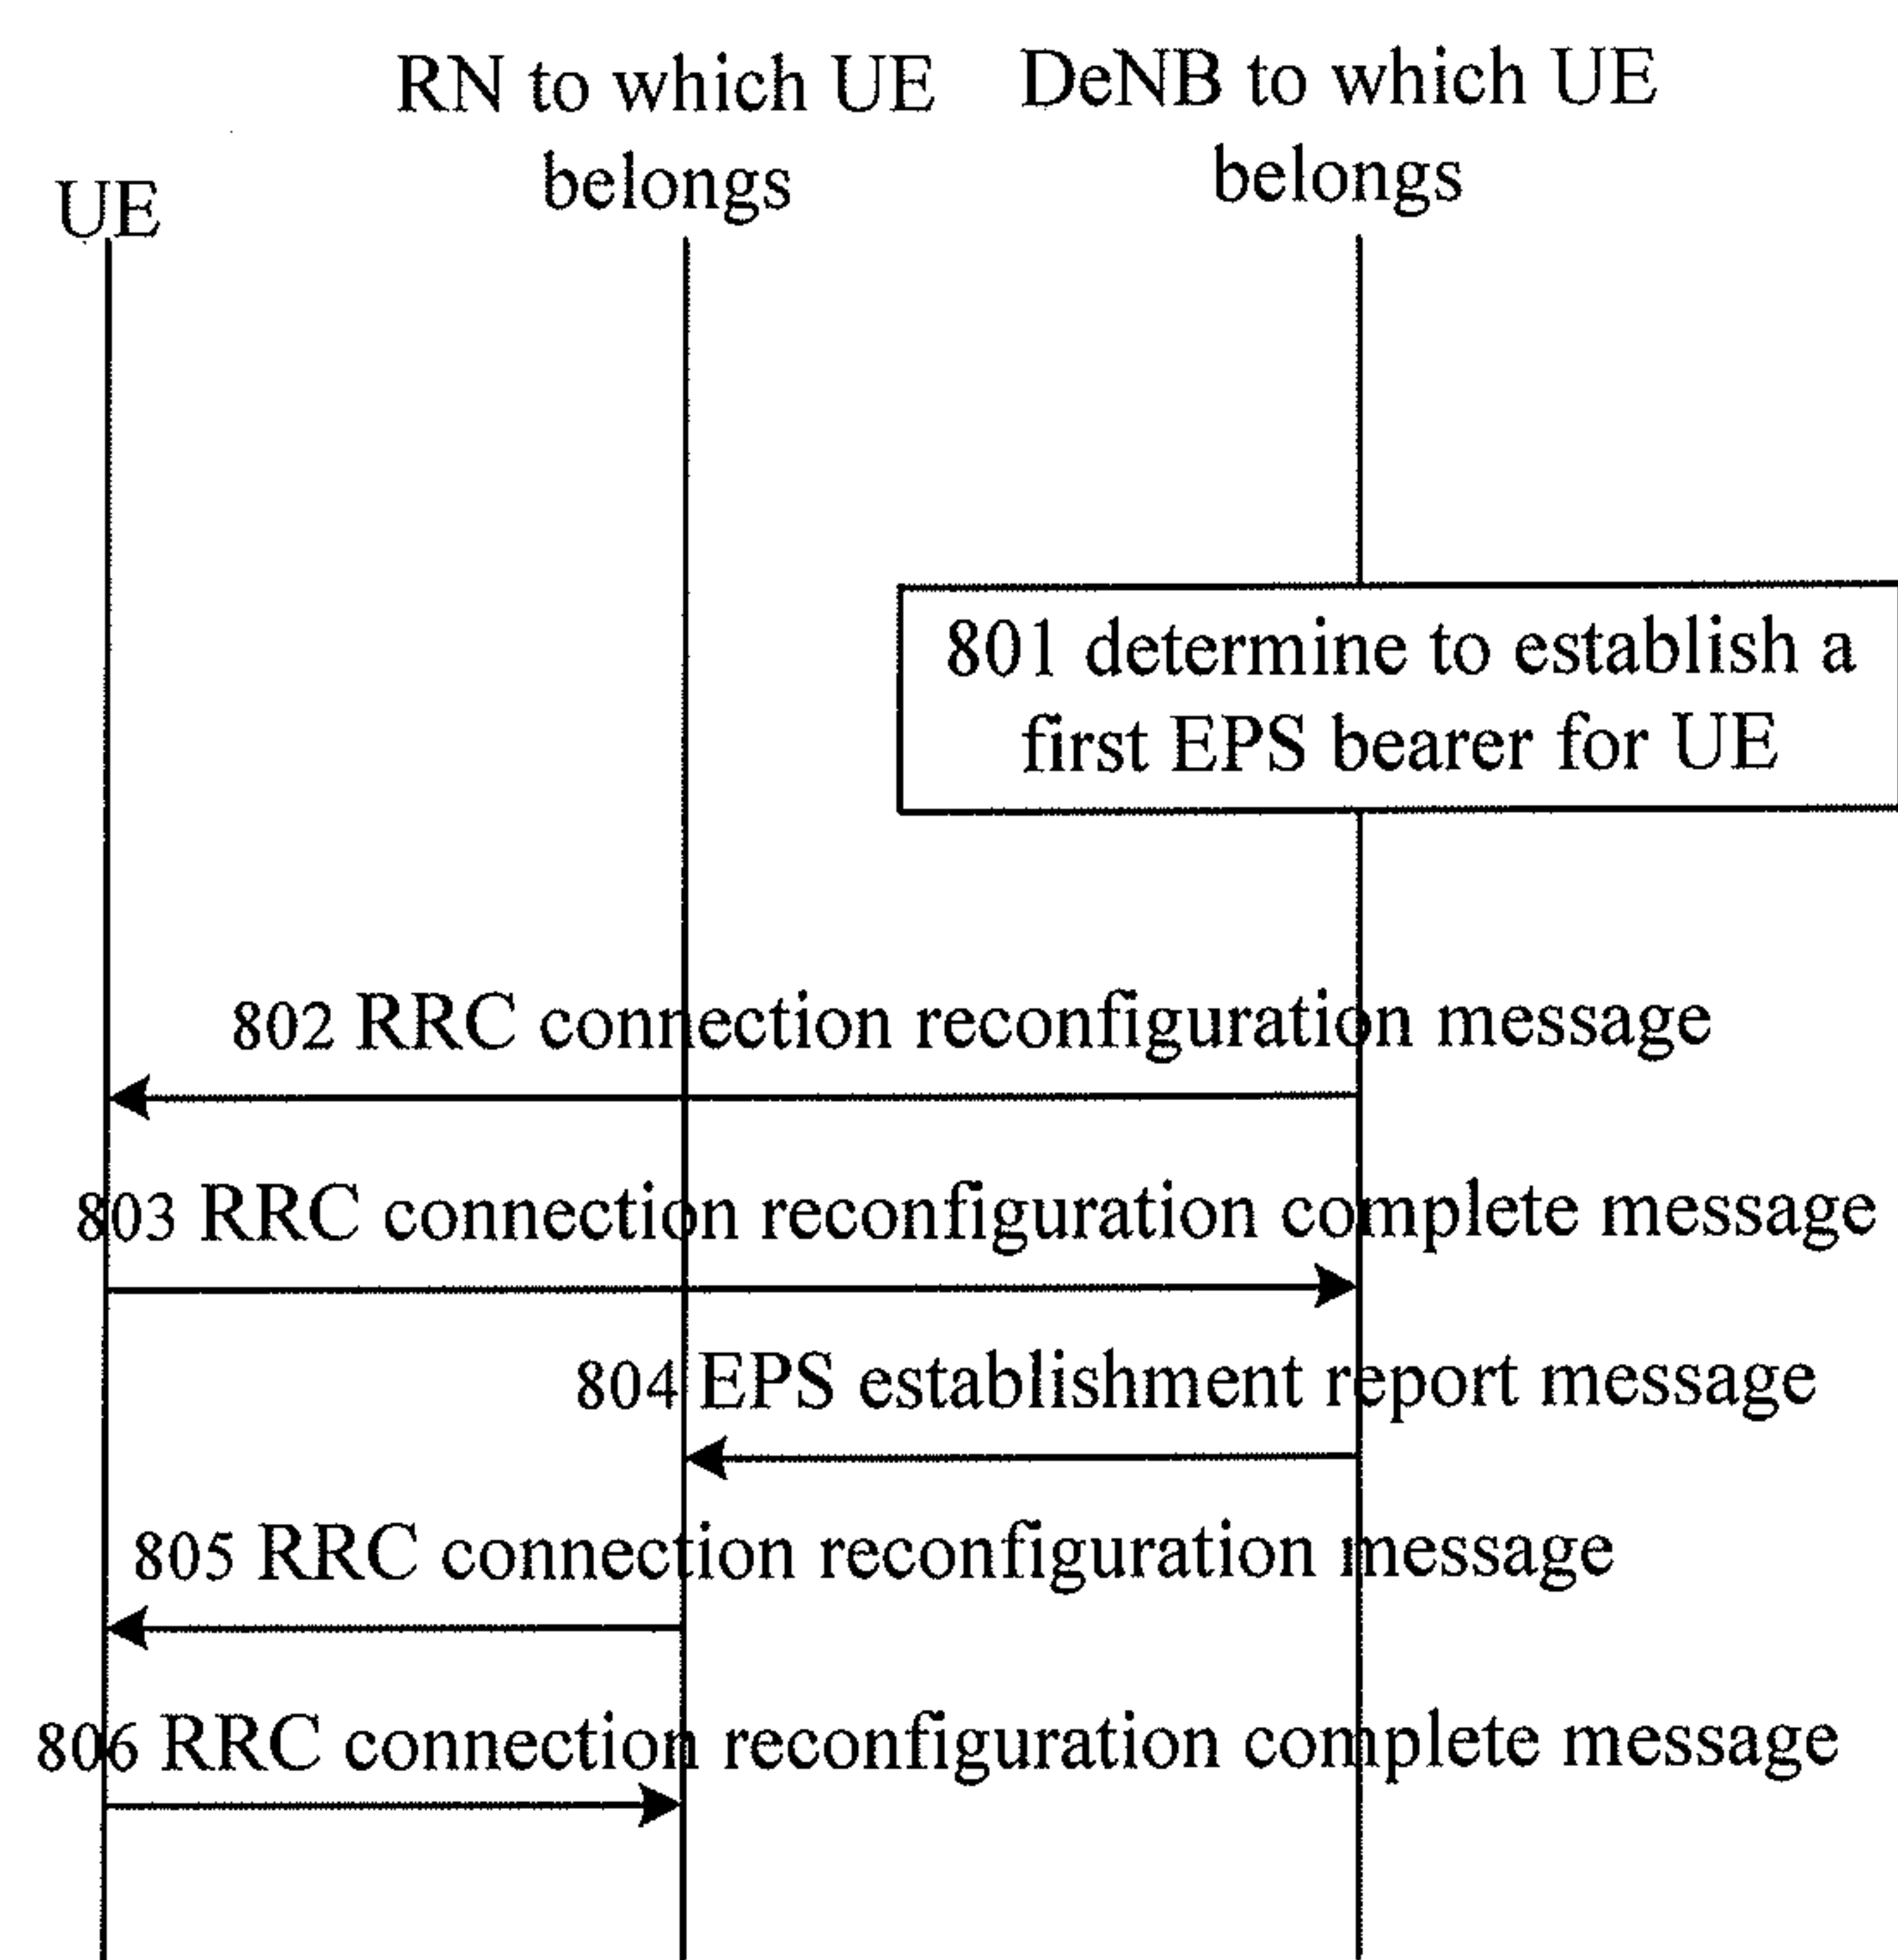 RN to which UE
belongs
DeNB to which UE
belongs
UE
801 determine to establish a
first EPS bearer for UE
802 RRC connection reconfiguration message
803 RRC connection reconfiguration complete message
804 EPS establishment report message
805 RRC connection reconfiguration message
806 RRC connection reconfiguration complete message